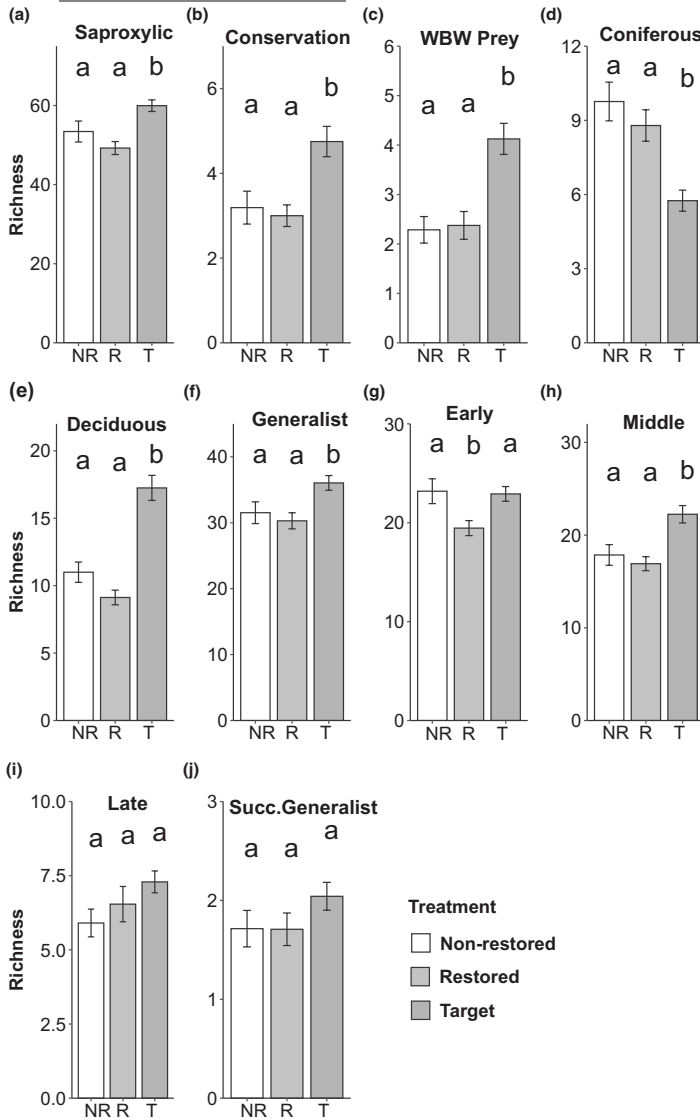 (a) Saproxylic
a a b
Richness
60
40
20
0
NR R T
(b) Conservation
a a b
6
4
2
0
NR R T
(c) WBW Prey
a a b
6
5
4
3
2
1
0
NR R T
(d) Coniferous
a a b
12
9
6
3
0
NR R T
(e) Deciduous
a a b
Richness
20
15
10
5
0
NR R T
(f) Generalist
a a b
40
30
20
10
0
NR R T
(g) Early
a b a
30
20
10
0
NR R T
(h) Middle
a a b
30
20
10
0
NR R T
(i) Late
a a a
Richness
10.0
7.5
5.0
2.5
0.0
NR R T
(j) Succ.Generalist
a a a
3
2
1
0
NR R T
Treatment
Non-restored
Restored
Target